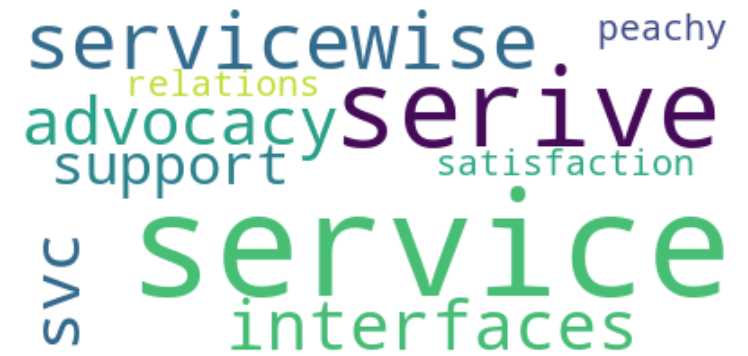 servicewise
peachy
relations
serive
advocacy
support
satisfaction
service
svc
interfaces